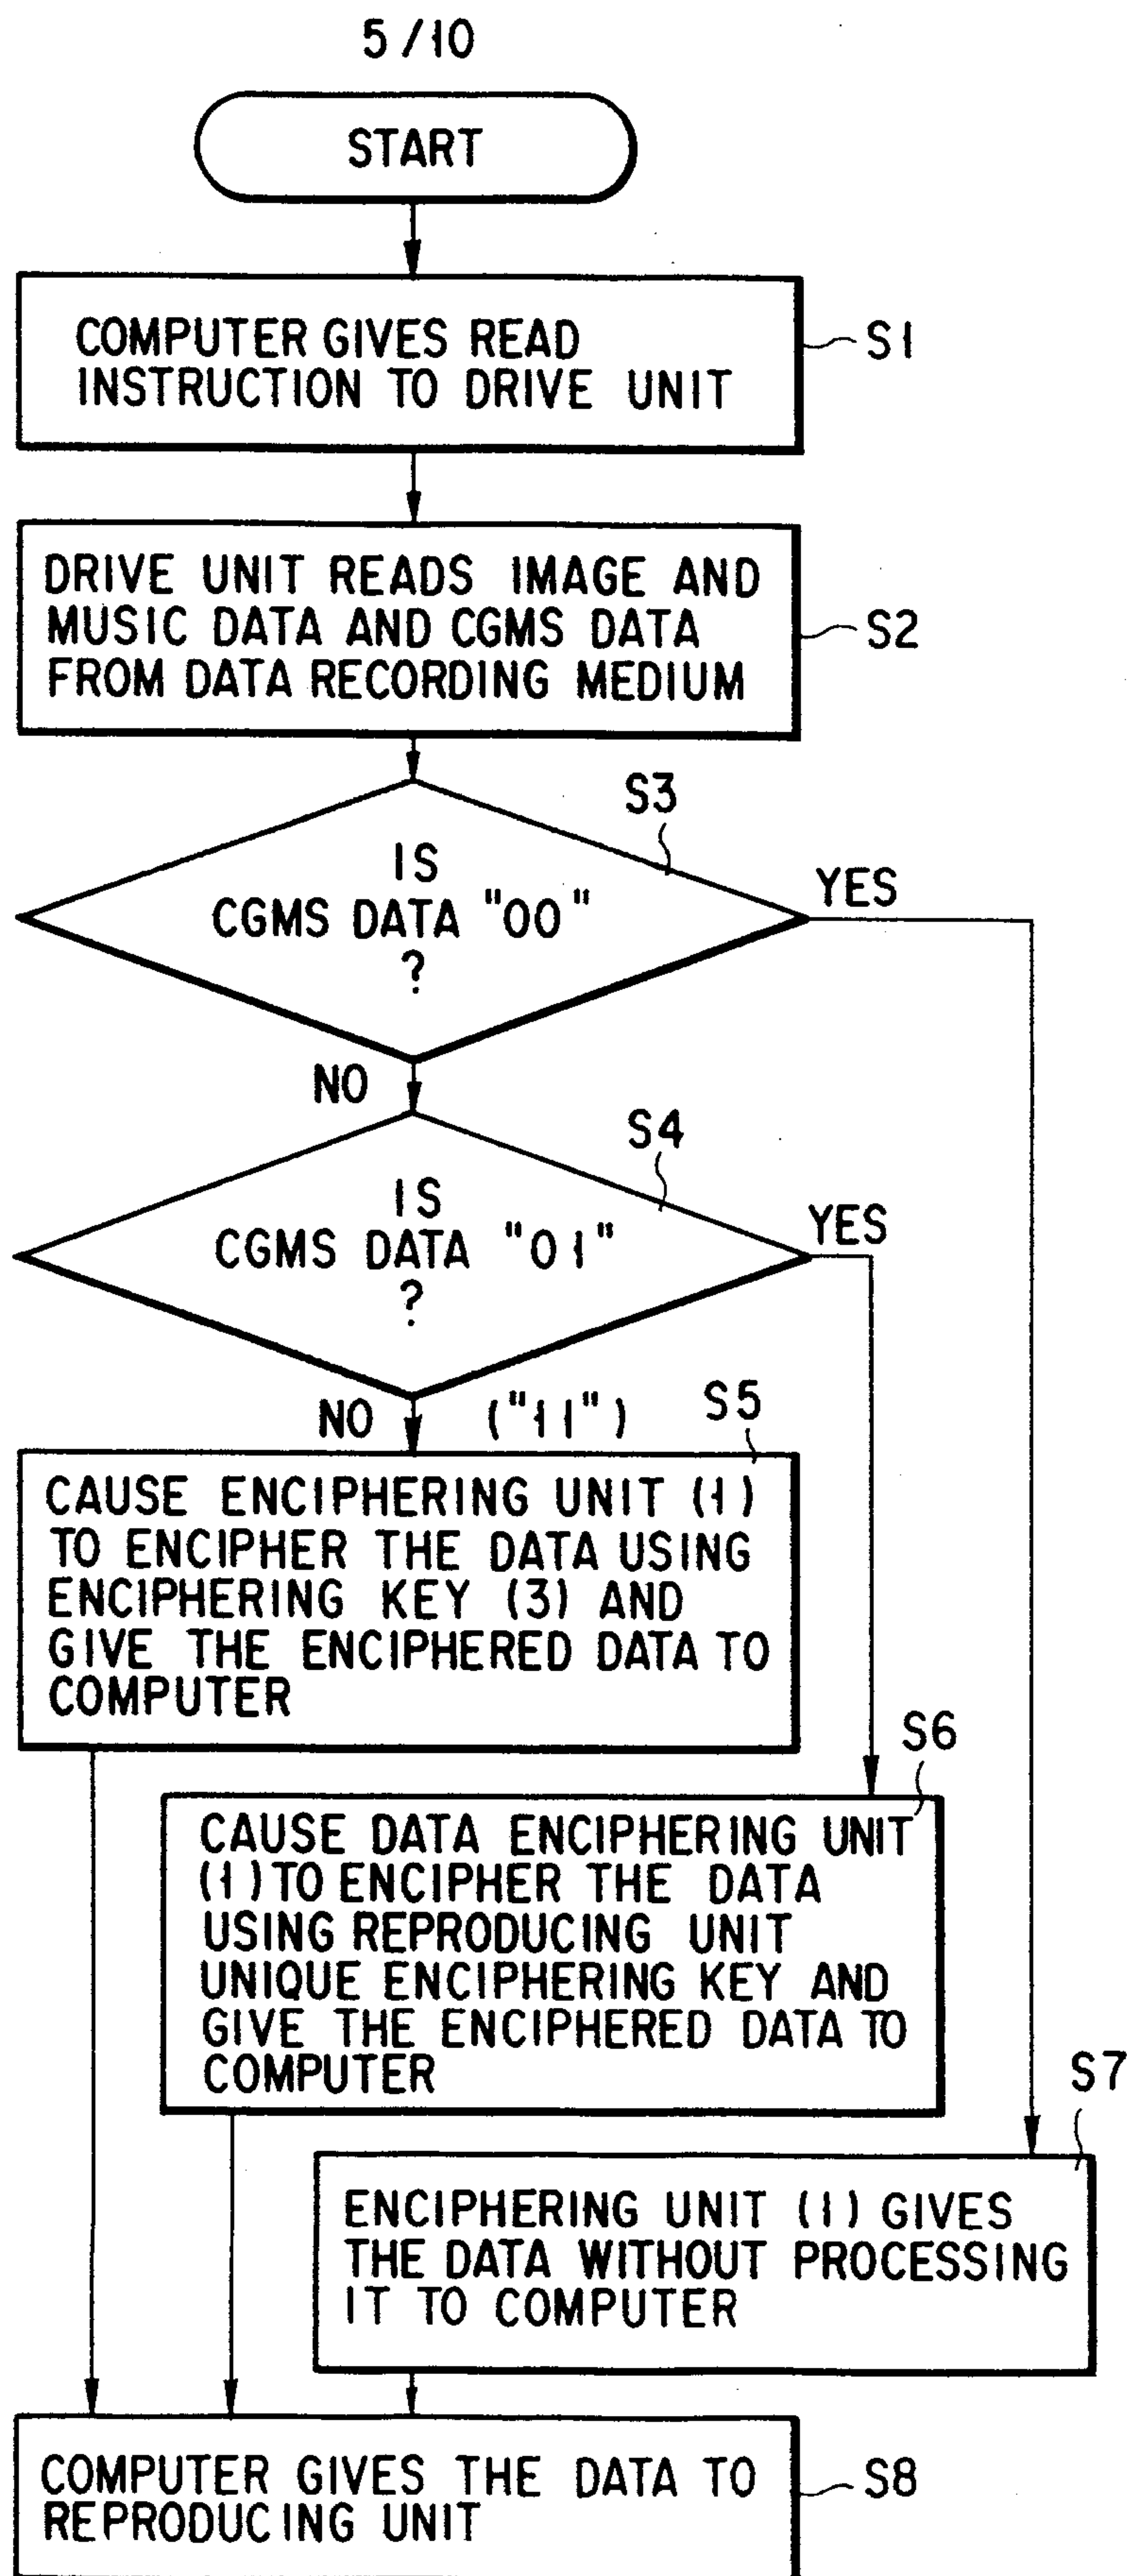 5/10
START
COMPUTER GIVES READ
INSTRUCTION TO DRIVE UNIT
S1
DRIVE UNIT READS IMAGE AND
MUSIC DATA AND CGMS DATA
FROM DATA RECORDING MEDIUM
S2
S3
IS
CGMS DATA "00"
?
YES
NO
S4
IS
CGMS DATA "01"
?
YES
NO ("11")
S5
CAUSE ENCIPHERING UNIT (1)
TO ENCIPHER THE DATA USING
ENCIPHERING KEY (3) AND
GIVE THE ENCIPHERED DATA TO
COMPUTER
S6
CAUSE DATA ENCIPHERING UNIT
(1) TO ENCIPHER THE DATA
USING REPRODUCING UNIT
UNIQUE ENCIPHERING KEY AND
GIVE THE ENCIPHERED DATA TO
COMPUTER
S7
ENCIPHERING UNIT (1) GIVES
THE DATA WITHOUT PROCESSING
IT TO COMPUTER
COMPUTER GIVES THE DATA TO
REPRODUCING UNIT
S8